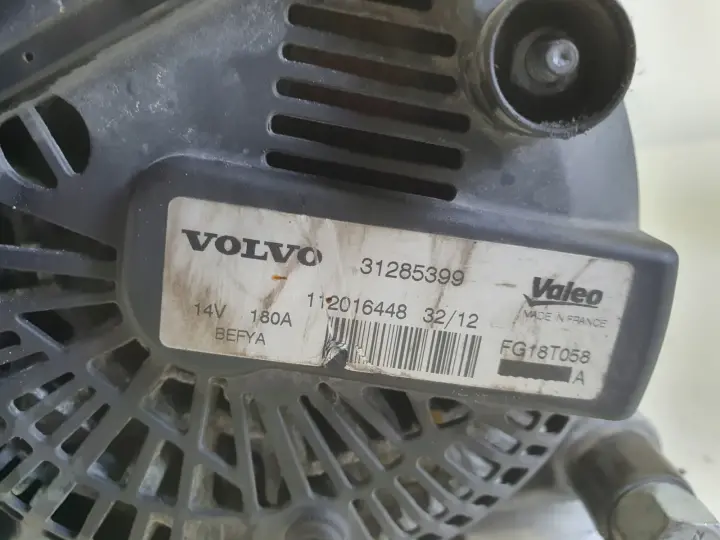 VOLVO 31285399
14V 180A 112016448 32/12
BEFYA
Valeo
MADE IN FRANCE
FG18T058
A